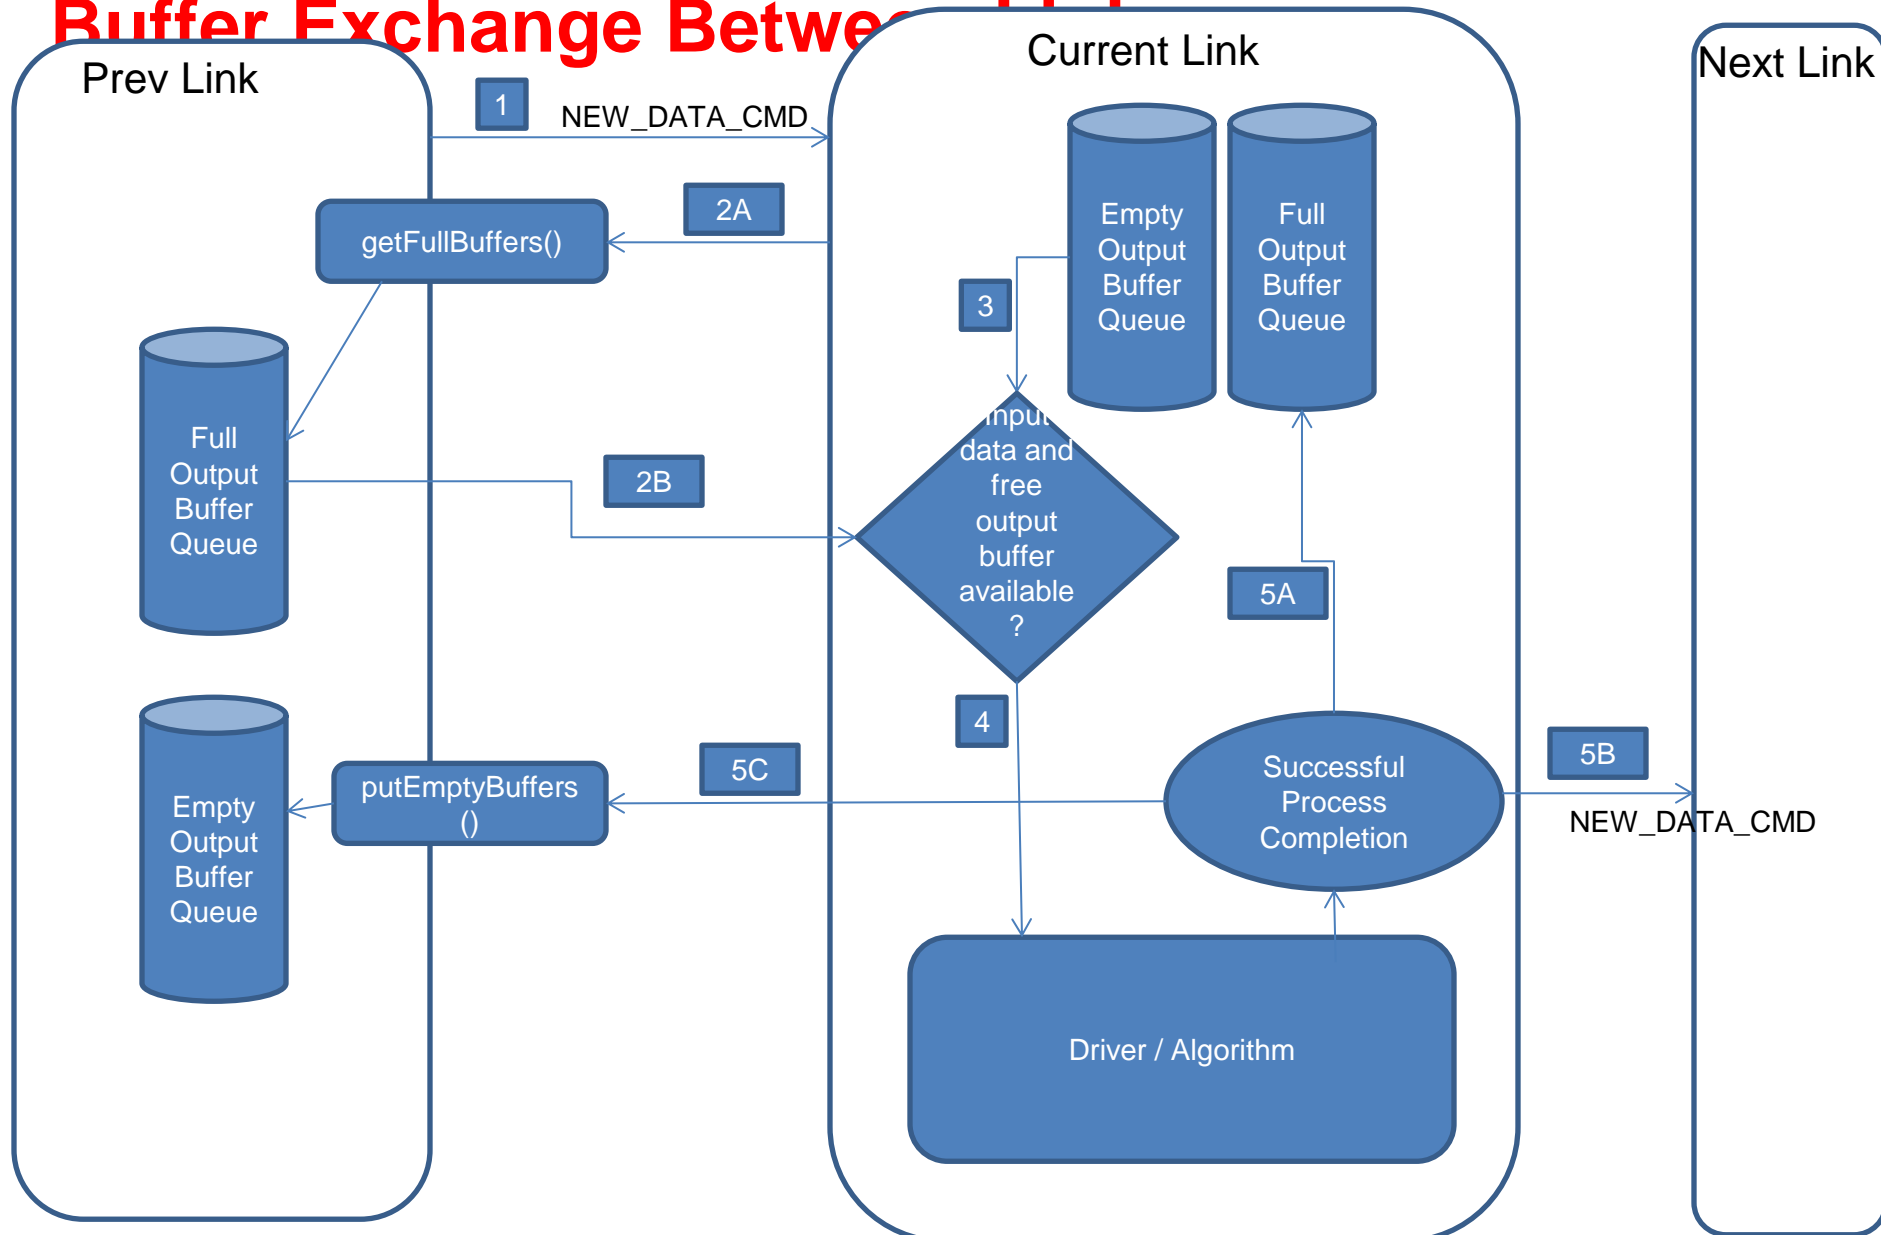 Buffer Exchange
Prev Link
Current Link
Next Link
1
NEW_DATA_CMD
getFullBuffers()
2A
Empty
Output
Buffer
Queue
Full
Output
Buffer
Queue
3
Full
Output
Buffer
Queue
2B
data and
free
output
buffer
available
?
5A
4
Empty
Output
Buffer
Queue
putEmptyBuffers
()
5C
Successful
Process
Completion
5B
NEW_DATA_CMD
Driver / Algorithm